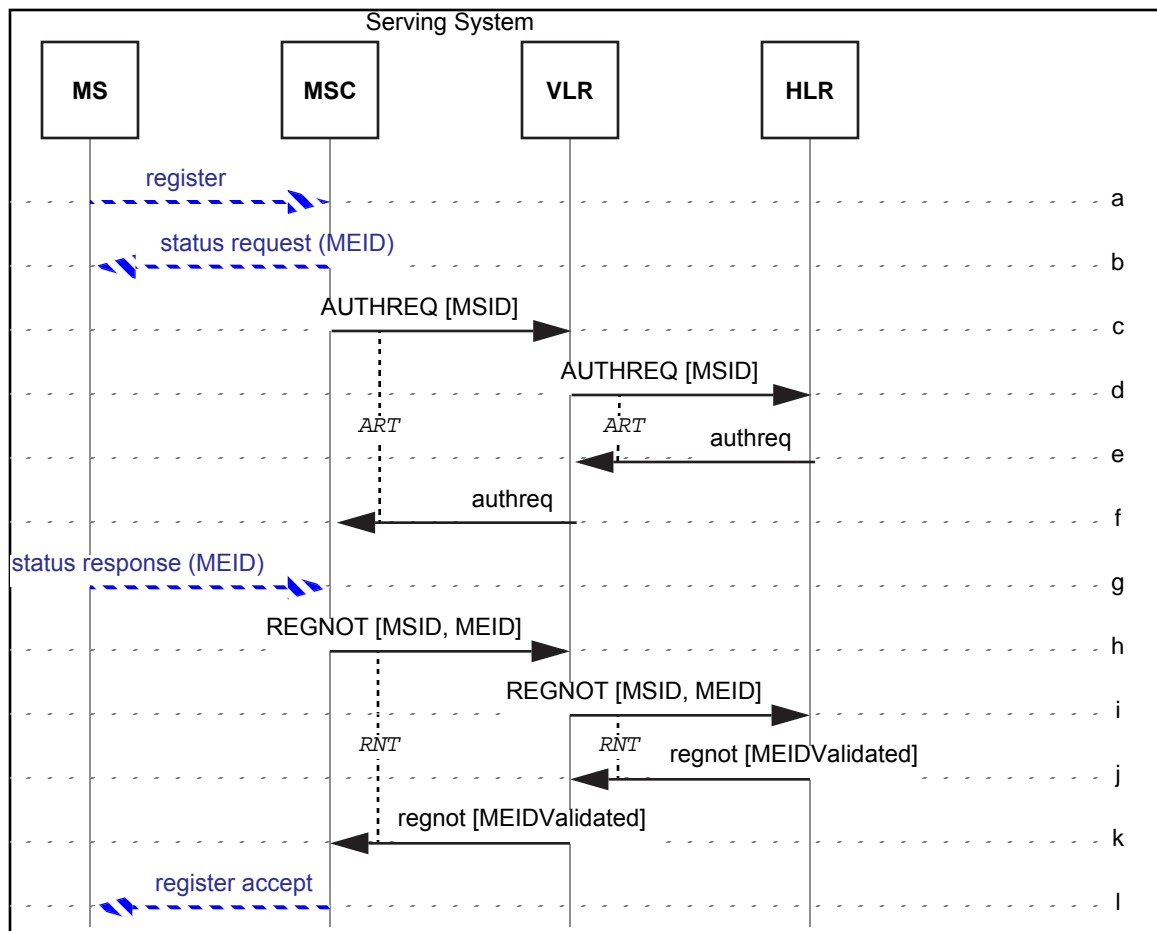 Serving System
MS MSC VLR HLR
register
a
status request (MEID)
b
AUTHREQ [MSID]
c
AUTHREQ [MSID]
d
ART ART
authreq
e
authreq
f
status response (MEID)
g
REGNOT [MSID, MEID]
h
REGNOT [MSID, MEID]
i
RNT RNT
regnot [MEIDValidated]
j
regnot [MEIDValidated]
k
register accept
l